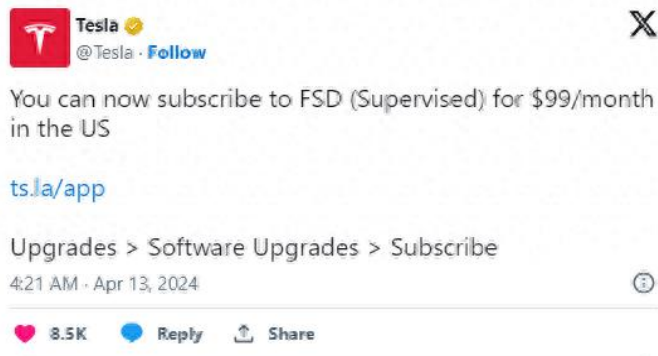 Tesla
@Tesla · Follow
You can now subscribe to FSD (Supervised) for $99/month
in the US
ts.la/app
Upgrades > Software Upgrades > Subscribe
4:21 AM · Apr 13, 2024
8.5K Reply Share